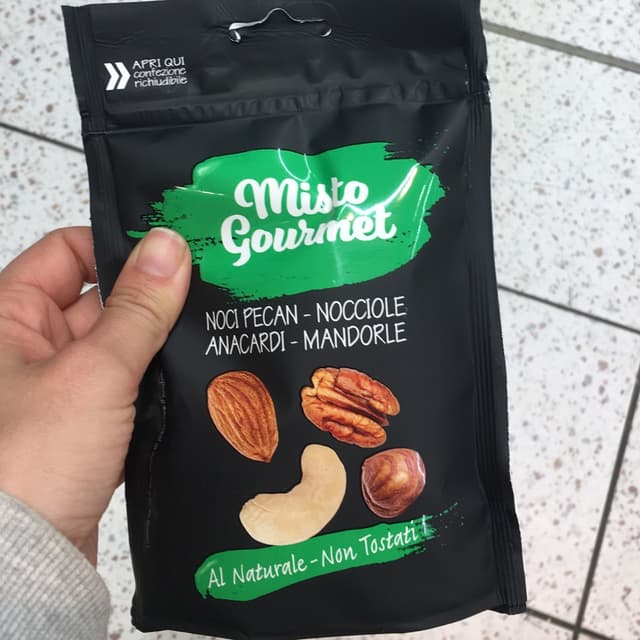 APRI QUI
confezione
richiudibile
Misto
Gourmet
NOCI PECAN - NOCCIOLE
ANACARDI - MANDORLE
Al Naturale - Non Tostati!